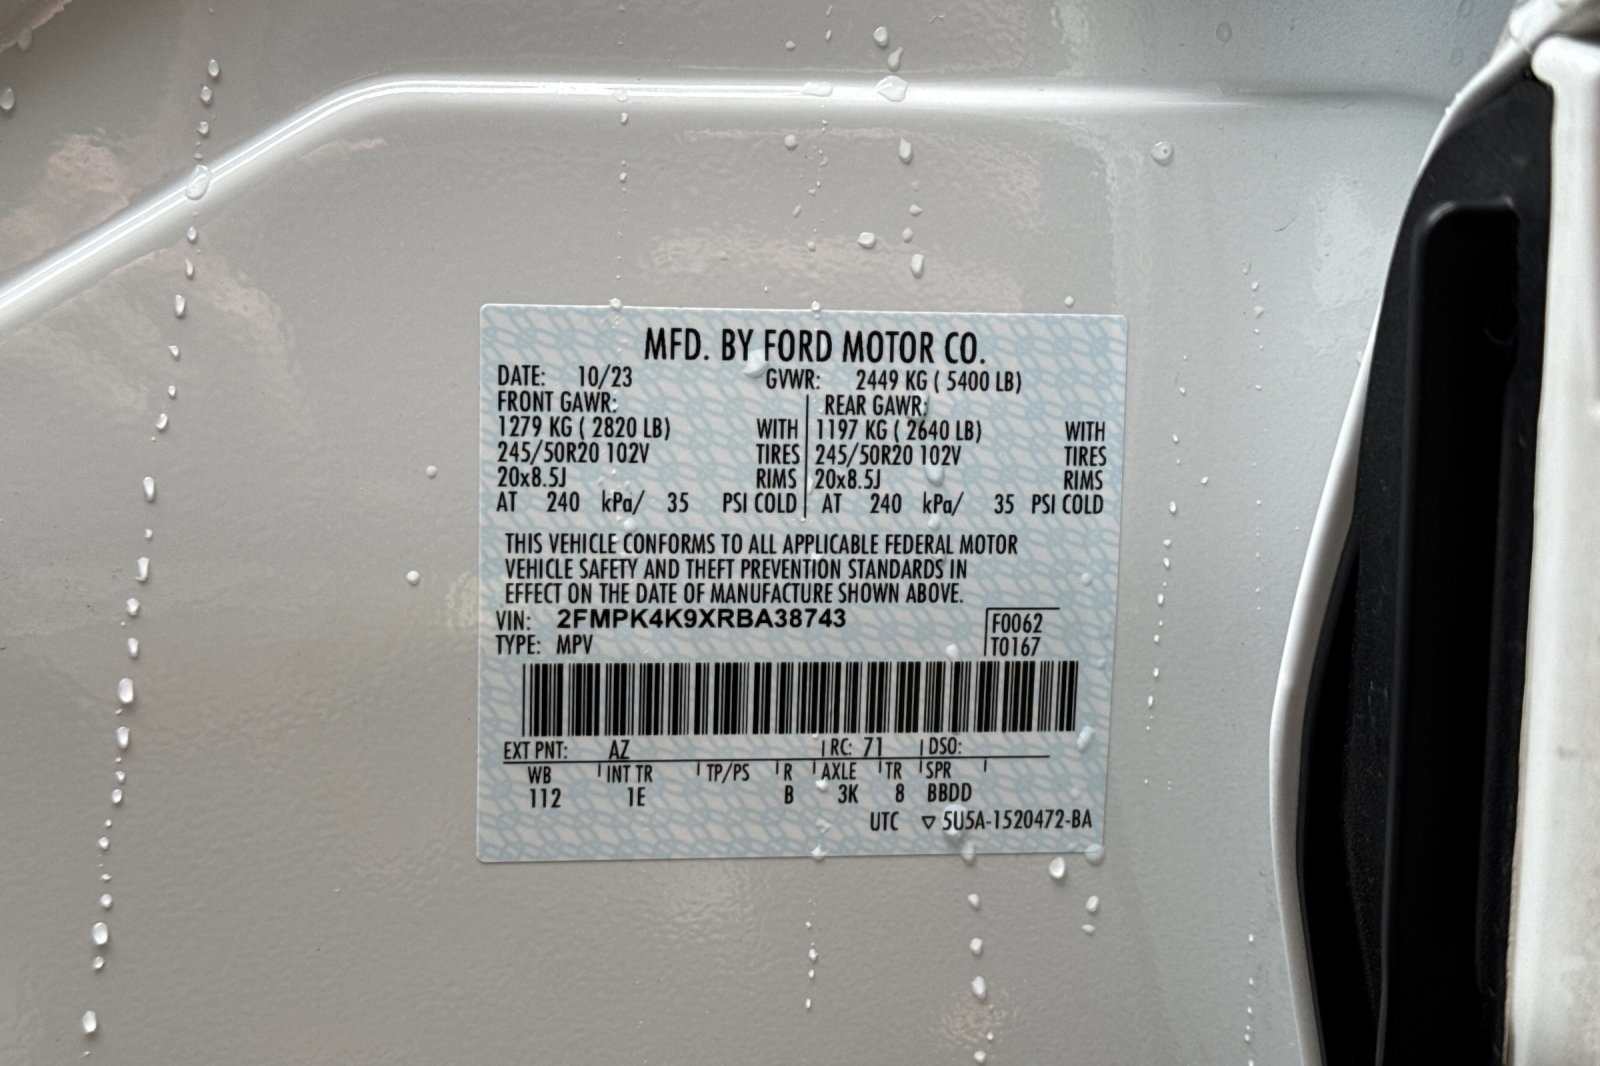 MFD. BY FORD MOTOR CO.
DATE: 10/23 GVWR: 2449 KG ( 5400 LB)
FRONT GAWR: REAR GAWR:
1279 KG ( 2820 LB) WITH 1197 KG ( 2640 LB) WITH
245/50R20 102V TIRES 245/50R20 102V TIRES
20x8.5J RIMS 20x8.5J RIMS
AT 240 kPa/ 35 PSI COLD AT 240 kPa/ 35 PSI COLD
THIS VEHICLE CONFORMS TO ALL APPLICABLE FEDERAL MOTOR
VEHICLE SAFETY AND THEFT PREVENTION STANDARDS IN
EFFECT ON THE DATE OF MANUFACTURE SHOWN ABOVE.
VIN: 2FMPK4K9XRBA38743 F0062
TYPE: MPV T0167
EXT PNT: AZ RC: 71 DSO:
WB INT TR TP/PS R AXLE TR SPR
112 1E B 3K 8 BBDD
UTC ▽ 5U5A-1520472-BA